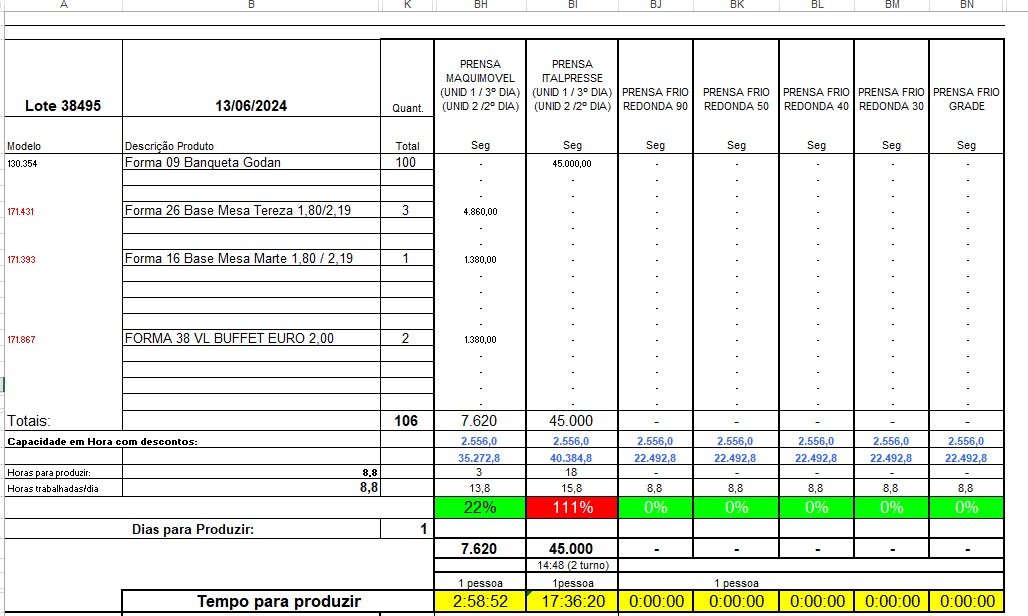 A B K BH BI BJ BK BL BM BN
Lote 38495 13/06/2024 Quant. PRENSA MAQUIMOVEL (UNID 1 / 3º DIA) (UNID 2 /2º DIA) PRENSA ITALPRESSE (UNID 1 / 3º DIA) (UNID 2 /2º DIA) PRENSA FRIO REDONDA 90 PRENSA FRIO REDONDA 50 PRENSA FRIO REDONDA 40 PRENSA FRIO REDONDA 30 PRENSA FRIO GRADE
Modelo Descrição Produto Total Seg Seg Seg Seg Seg Seg Seg
130.354 Forma 09 Banqueta Godan 100 - 45.000,00 - - - - -
- - - - - - -
- - - - - - -
171.431 Forma 26 Base Mesa Tereza 1,80/2,19 3 4.860,00 - - - - - -
- - - - - - -
- - - - - - -
171.393 Forma 16 Base Mesa Marte 1,80 / 2,19 1 1.380,00 - - - - - -
- - - - - - -
- - - - - - -
- - - - - - -
- - - - - - -
171.867 FORMA 38 VL BUFFET EURO 2,00 2 1.380,00 - - - - - -
- - - - - - -
- - - - - - -
- - - - - - -
- - - - - - -
Totais: 106 7.620 45.000 - - - - -
Capacidade em Hora com descontos: 2.556,0 2.556,0 2.556,0 2.556,0 2.556,0 2.556,0 2.556,0
35.272,8 40.384,8 22.492,8 22.492,8 22.492,8 22.492,8 22.492,8
Horas para produzir: 8,8 3 18 - - - - -
Horas trabalhadas/dia 8,8 13,8 15,8 8,8 8,8 8,8 8,8 8,8
22% 111% 0% 0% 0% 0% 0%
Dias para Produzir: 1
7.620 45.000 - - - - -
14:48 (2 turno)
1 pessoa 1pessoa 1 pessoa
Tempo para produzir 2:58:52 17:36:20 0:00:00 0:00:00 0:00:00 0:00:00 0:00:00